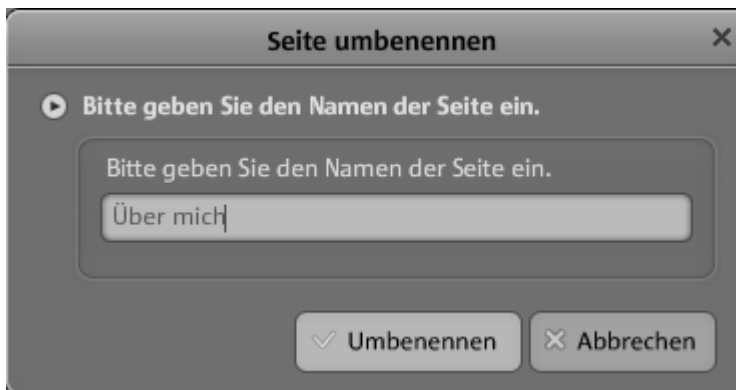 Seite umbenennen
Bitte geben Sie den Namen der Seite ein.
Bitte geben Sie den Namen der Seite ein.
Über mich
Umbenennen
Abbrechen